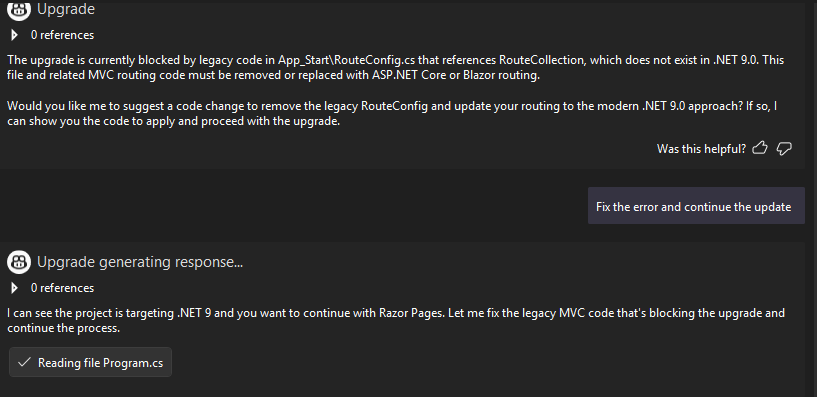 Upgrade
0 references
The upgrade is currently blocked by legacy code in App_Start\RouteConfig.cs that references RouteCollection, which does not exist in .NET 9.0. This
file and related MVC routing code must be removed or replaced with ASP.NET Core or Blazor routing.
Would you like me to suggest a code change to remove the legacy RouteConfig and update your routing to the modern .NET 9.0 approach? If so, I
can show you the code to apply and proceed with the upgrade.
Was this helpful?
Fix the error and continue the update
Upgrade generating response...
0 references
I can see the project is targeting .NET 9 and you want to continue with Razor Pages. Let me fix the legacy MVC code that's blocking the upgrade and
continue the process.
Reading file Program.cs